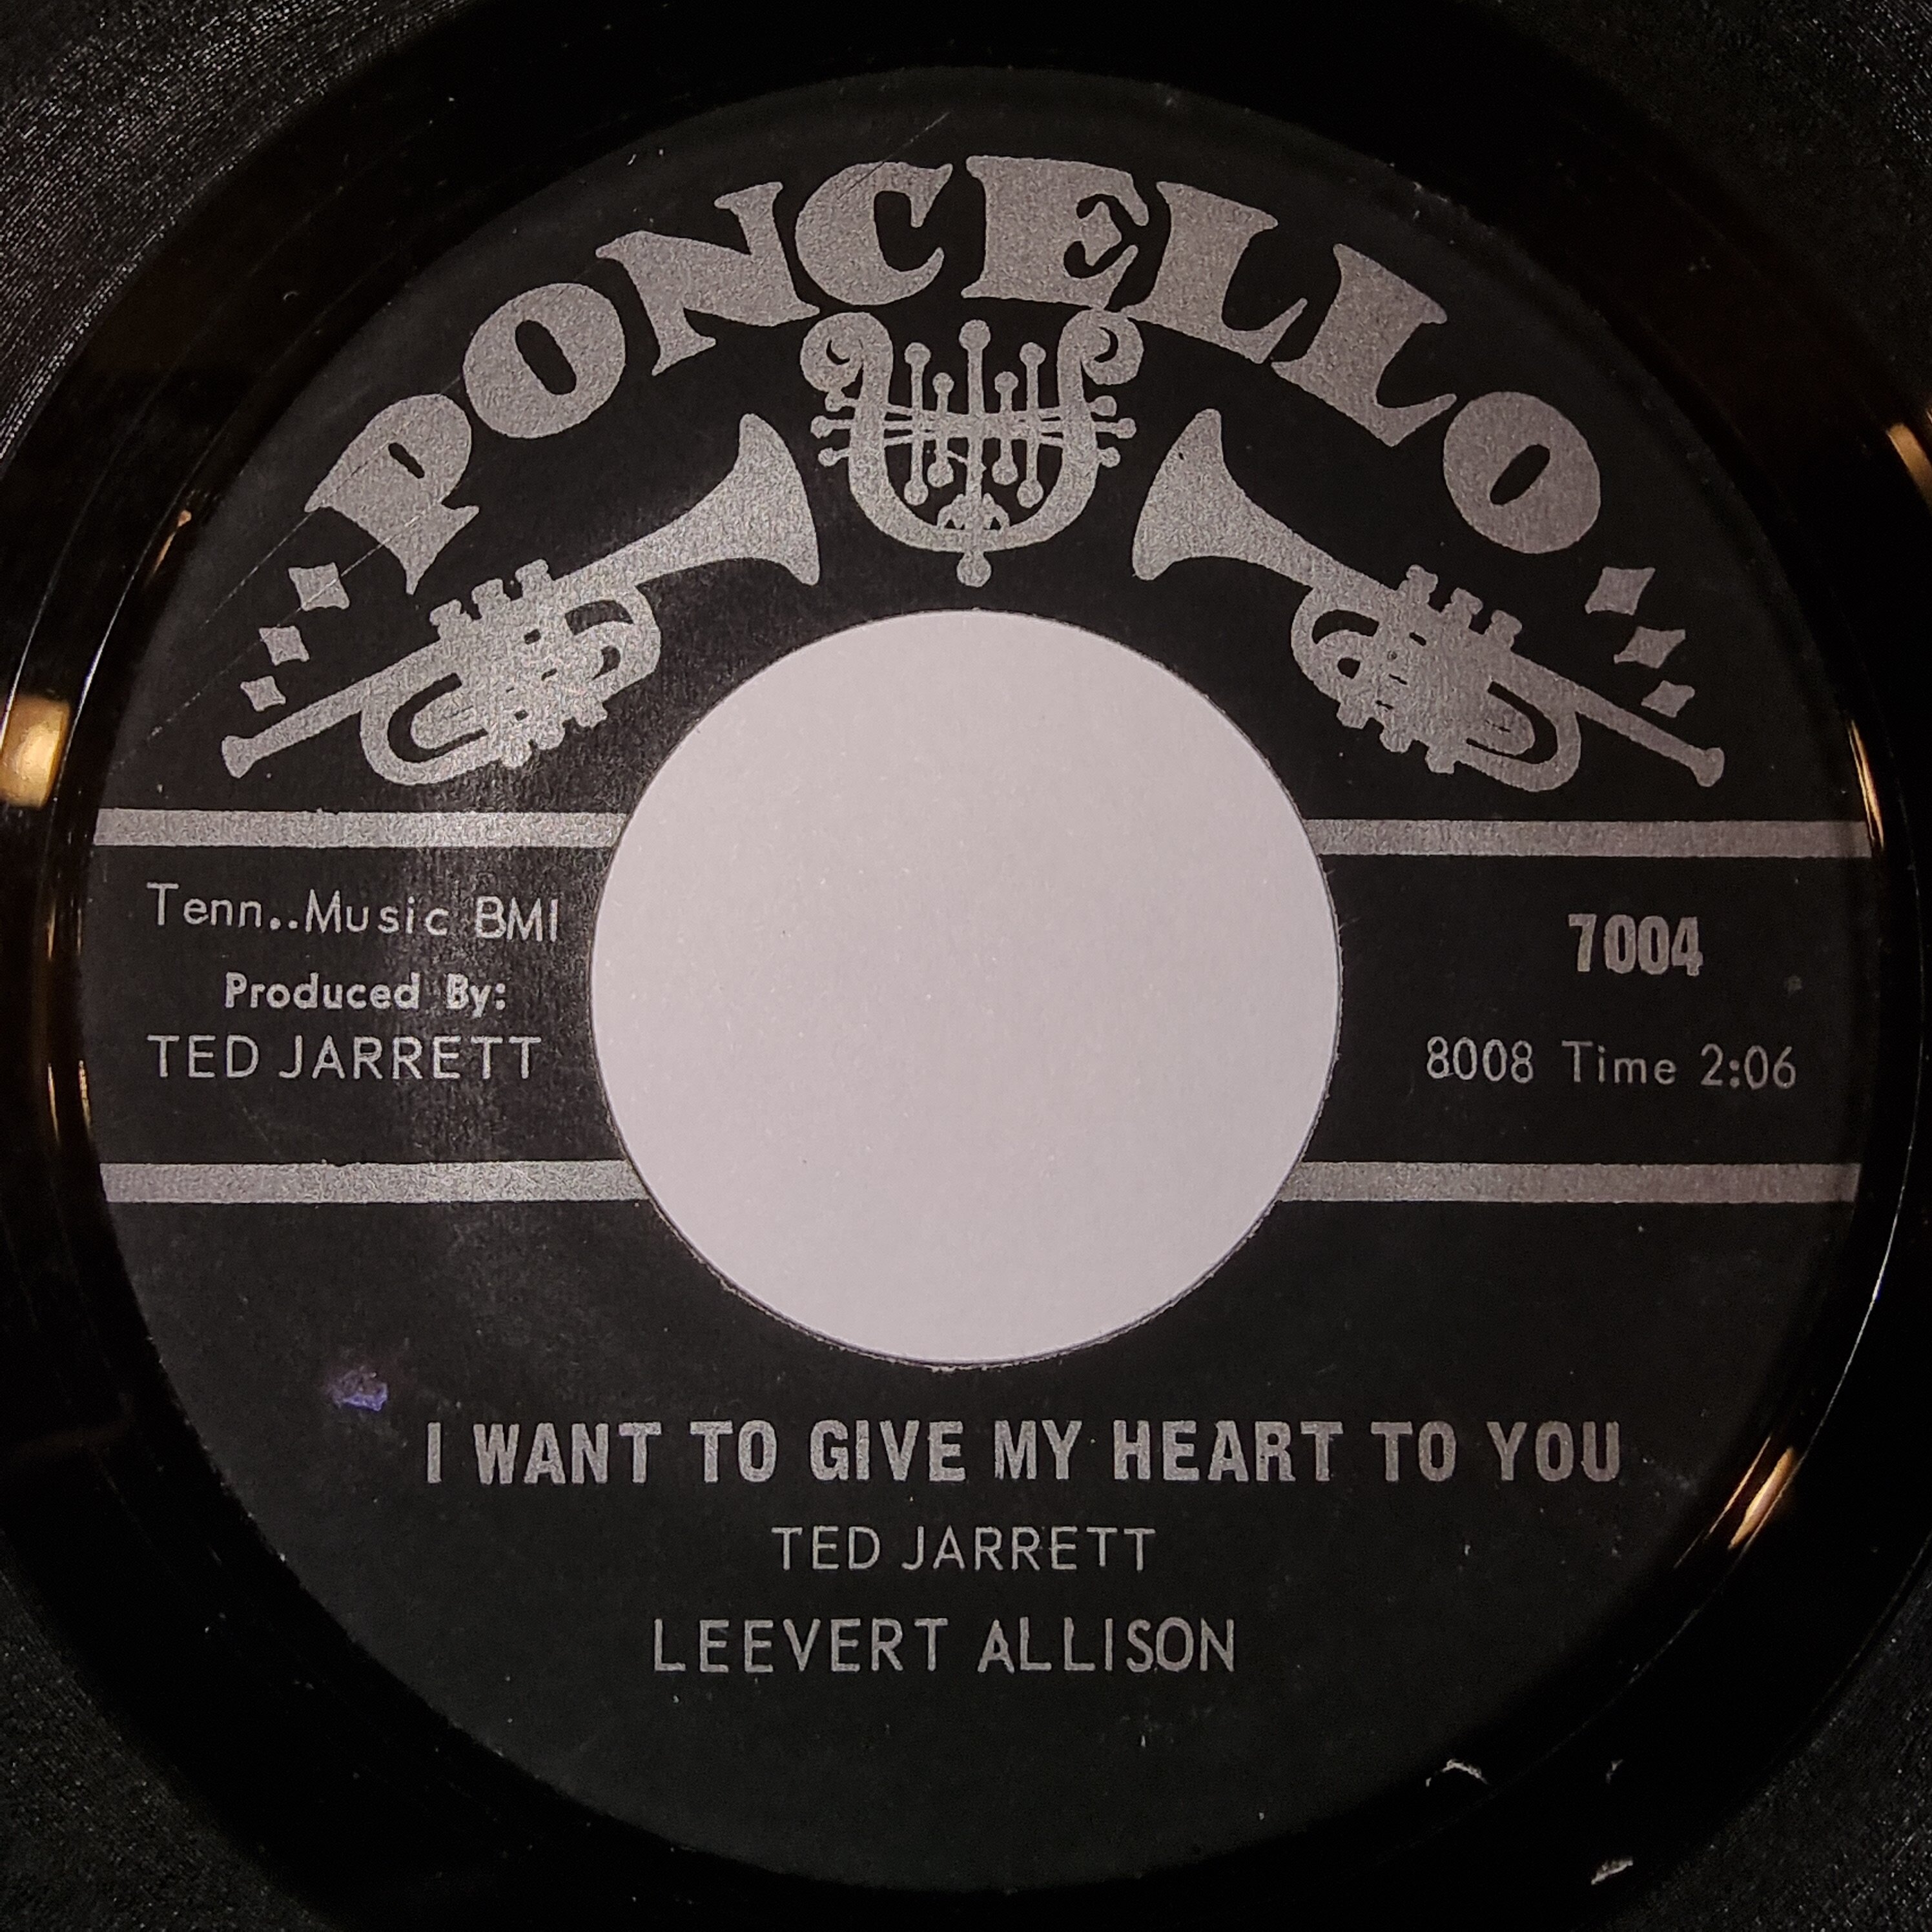 PONCELLO
Tenn..Music BMI
Produced By:
TED JARRETT
7004
8008 Time 2:06
I WANT TO GIVE MY HEART TO YOU
TED JARRETT
LEEVERT ALLISON